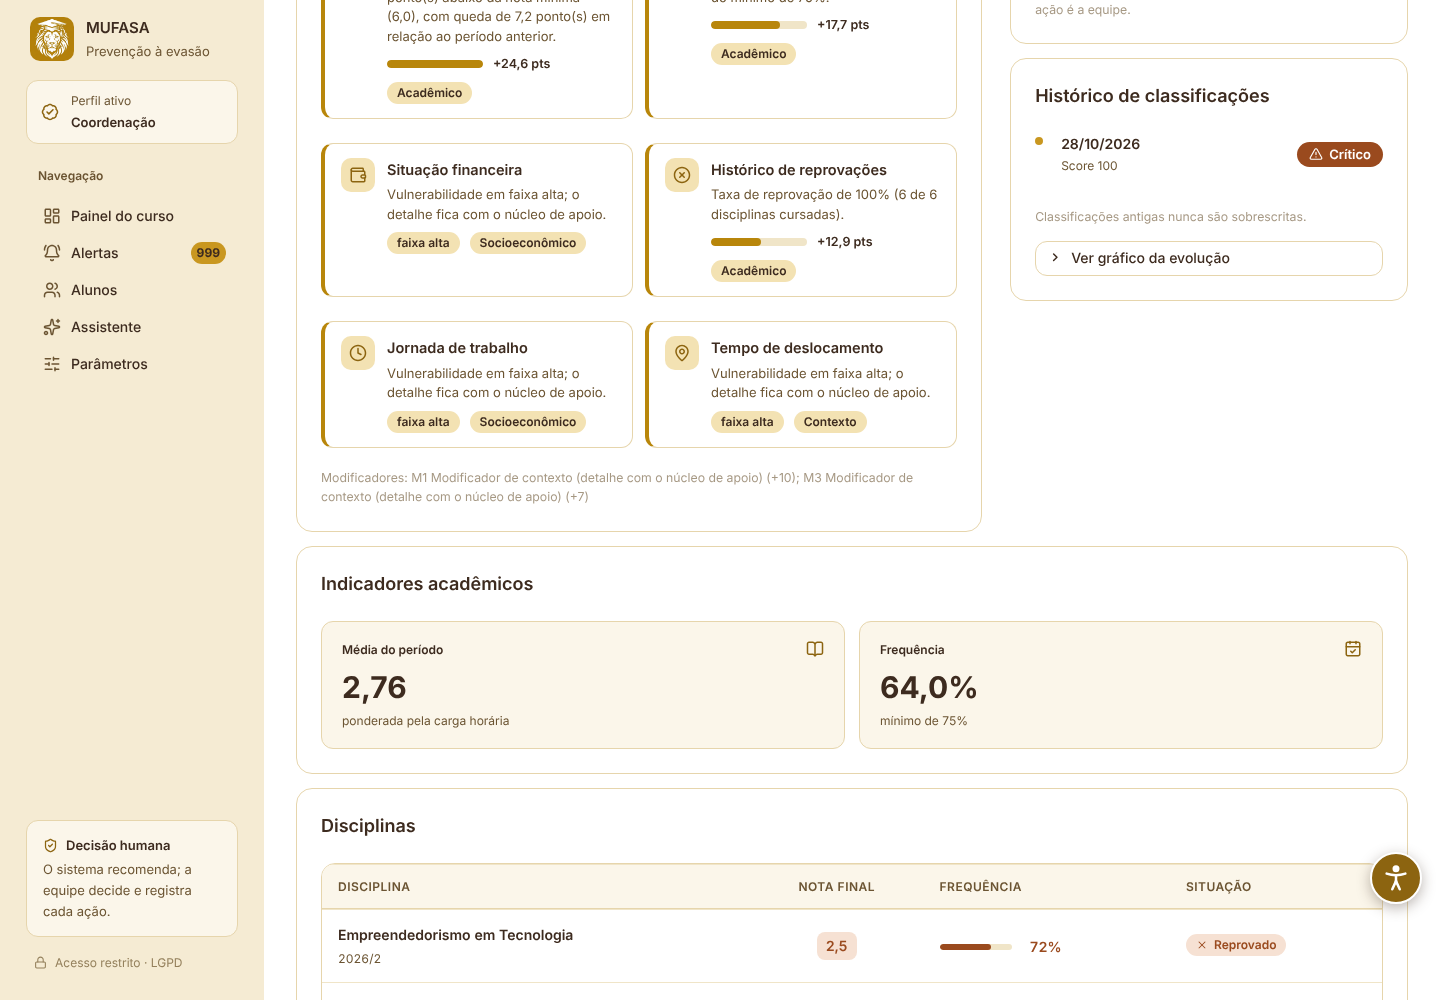 MUFASA
Prevenção à evasão
Perfil ativo
Coordenação
Navegação
Painel do curso
Alertas
999
Alunos
Assistente
Parâmetros
Decisão humana
O sistema recomenda; a
equipe decide e registra
cada ação.
Acesso restrito · LGPD
(6,0), com queda de 7,2 ponto(s) em
relação ao período anterior.
+24,6 pts
Acadêmico
+17,7 pts
Acadêmico
Situação financeira
Vulnerabilidade em faixa alta; o
detalhe fica com o núcleo de apoio.
faixa alta
Socioeconômico
Histórico de reprovações
Taxa de reprovação de 100% (6 de 6
disciplinas cursadas).
+12,9 pts
Acadêmico
Jornada de trabalho
Vulnerabilidade em faixa alta; o
detalhe fica com o núcleo de apoio.
faixa alta
Socioeconômico
Tempo de deslocamento
Vulnerabilidade em faixa alta; o
detalhe fica com o núcleo de apoio.
faixa alta
Contexto
Modificadores: M1 Modificador de contexto (detalhe com o núcleo de apoio) (+10); M3 Modificador de
contexto (detalhe com o núcleo de apoio) (+7)
ação é a equipe.
Histórico de classificações
28/10/2026
Score 100
Crítico
Classificações antigas nunca são sobrescritas.
Ver gráfico da evolução
Indicadores acadêmicos
Média do período
2,76
ponderada pela carga horária
Frequência
64,0%
mínimo de 75%
Disciplinas
DISCIPLINA
NOTA FINAL
FREQUÊNCIA
SITUAÇÃO
Empreendedorismo em Tecnologia
2026/2
2,5
72%
Reprovado